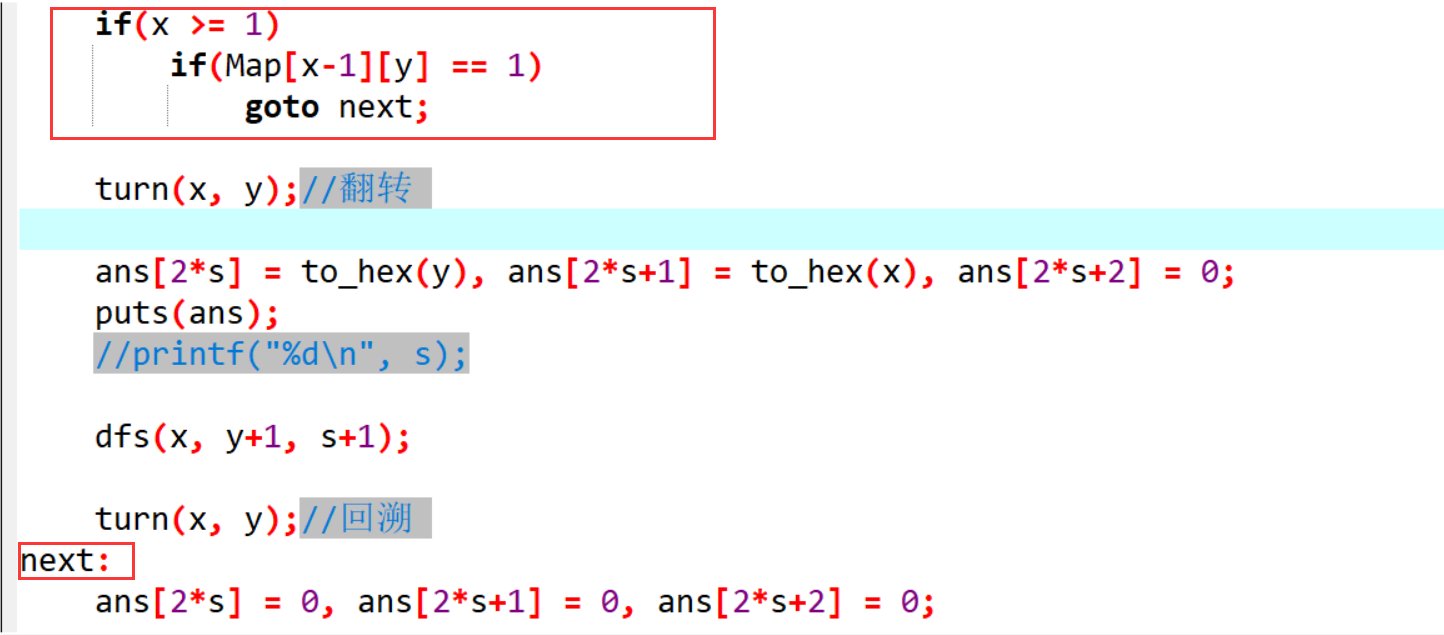 if(x >= 1)
if(Map[x-1][y] == 1)
goto next;
turn(x, y);//翻转
ans[2*s] = to_hex(y), ans[2*s+1] = to_hex(x), ans[2*s+2] = 0;
puts(ans);
//printf("%d\n", s);
dfs(x, y+1, s+1);
turn(x, y);//回溯
next:
ans[2*s] = 0, ans[2*s+1] = 0, ans[2*s+2] = 0;